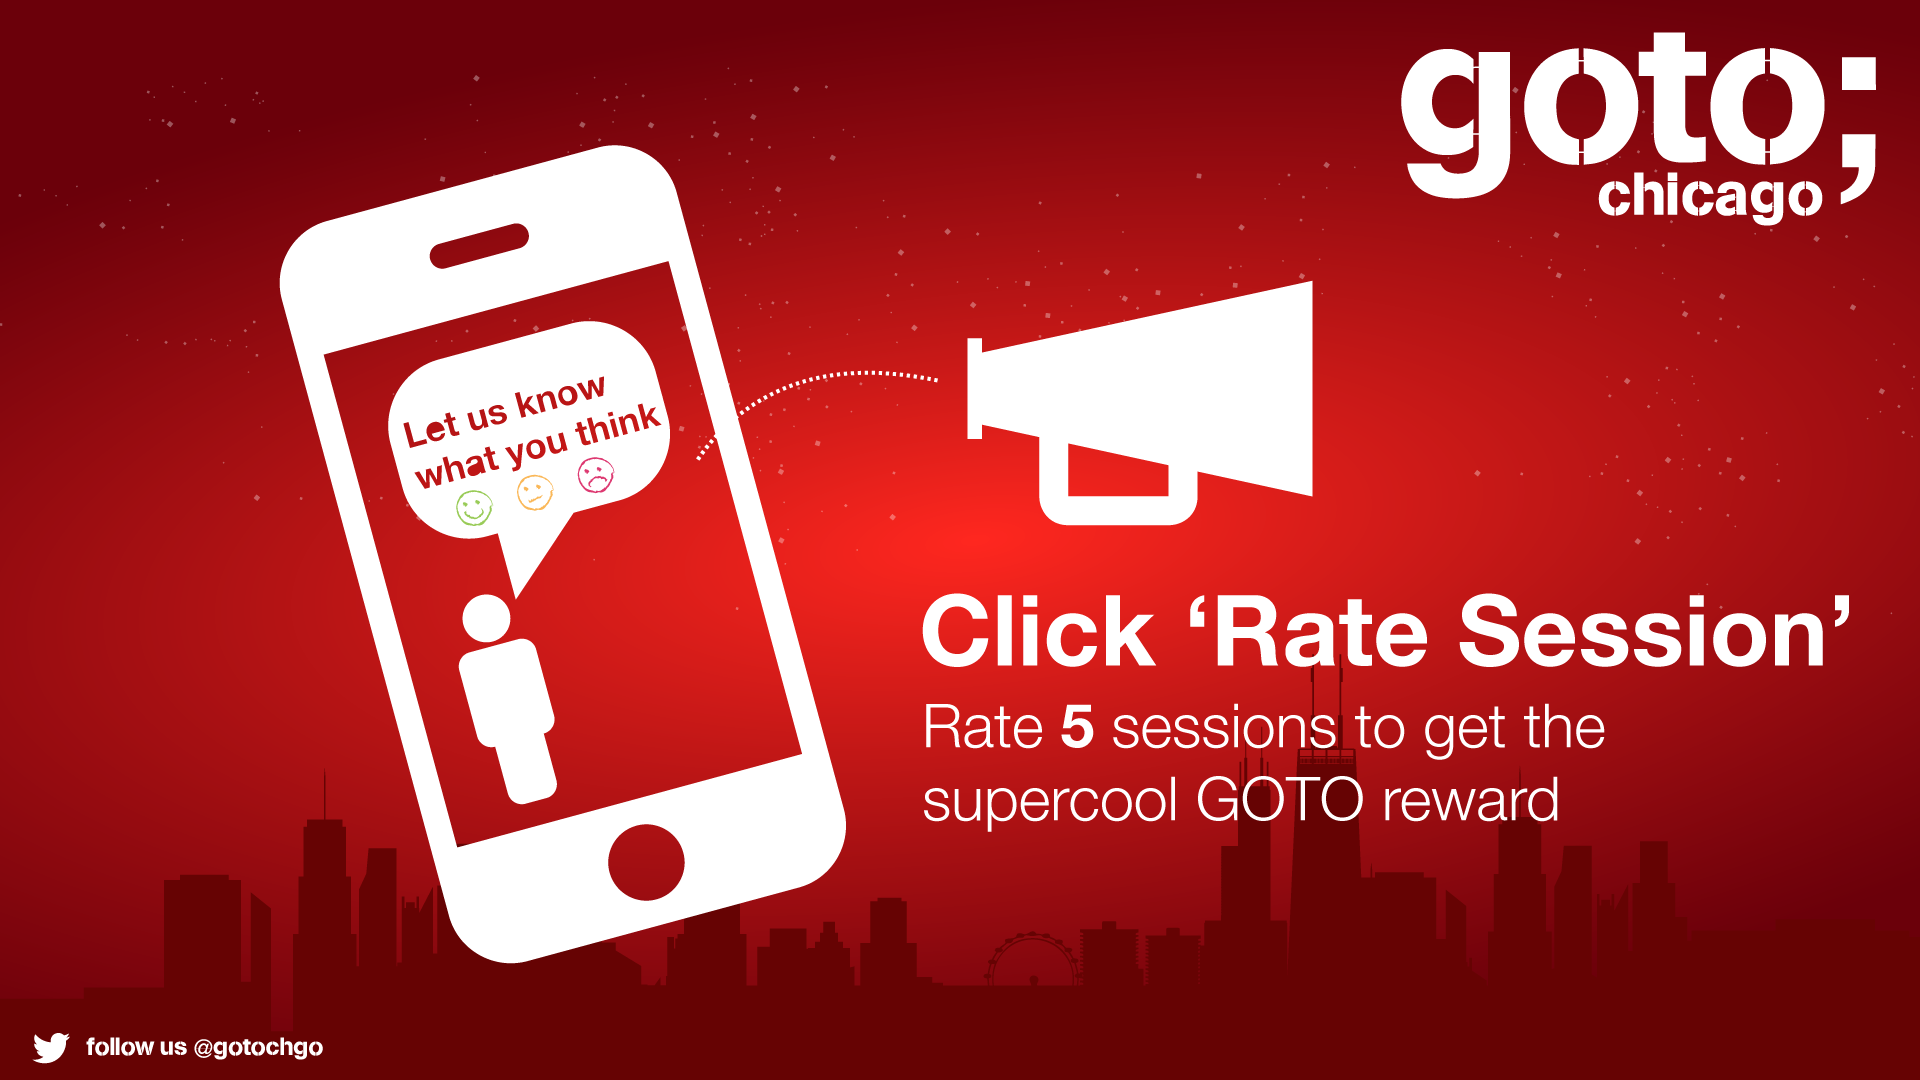 goto;
chicago
Let us know
what you think
Click ‘Rate Session’
Rate 5 sessions to get the
supercool GOTO reward
follow us @gotochgo